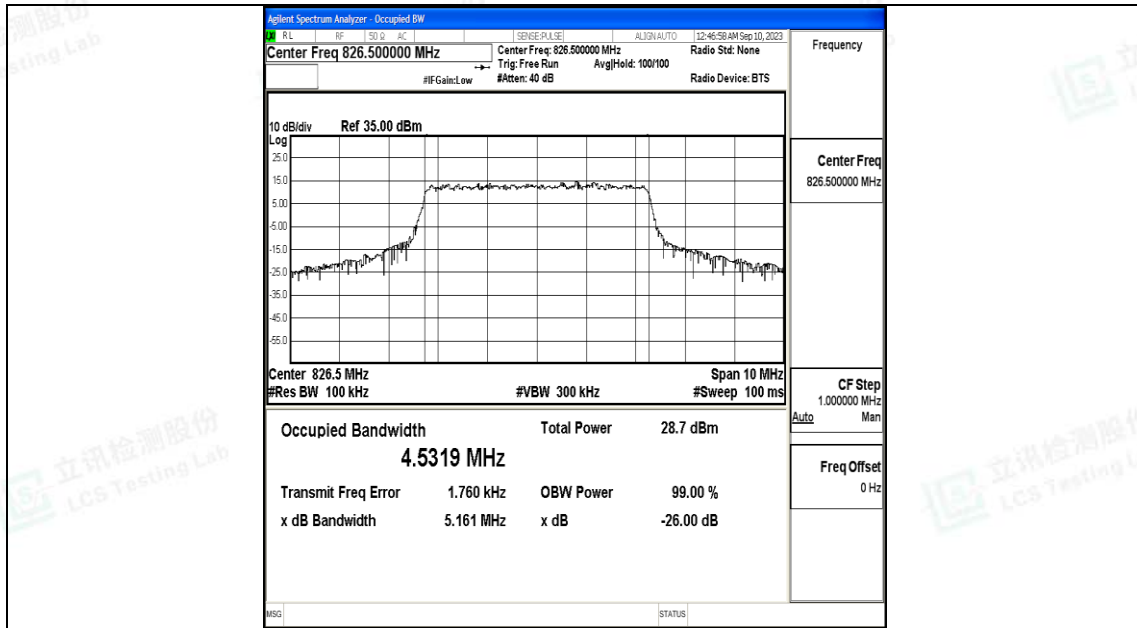 Agilent Spectrum Analyzer - Occupied BW
LXI RL RF 50 Ω AC SENSE:PULSE ALIGN AUTO 12:46:58 AM Sep 10, 2023
Center Freq 826.500000 MHz
Center Freq: 826.500000 MHz Radio Std: None
Trig: Free Run Avg|Hold: 100/100
#IFGain:Low #Atten: 40 dB Radio Device: BTS
Frequency
10 dB/div Ref 35.00 dBm
Log
25.0
15.0
5.00
-5.00
-15.0
-25.0
-35.0
-45.0
-55.0
Center 826.5 MHz Span 10 MHz
#Res BW 100 kHz #VBW 300 kHz #Sweep 100 ms
Center Freq
826.500000 MHz
CF Step
1.000000 MHz
Auto Man
Freq Offset
0 Hz
Occupied Bandwidth Total Power 28.7 dBm
4.5319 MHz
Transmit Freq Error 1.760 kHz OBW Power 99.00 %
x dB Bandwidth 5.161 MHz x dB -26.00 dB
MSG STATUS
立讯检测股份
LCS Testing Lab
立讯检测股份
LCS Testing L